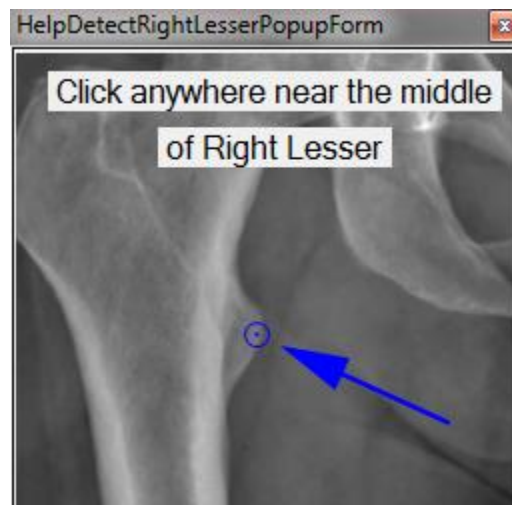 HelpDetectRightLesserPopupForm
Click anywhere near the middle
of Right Lesser